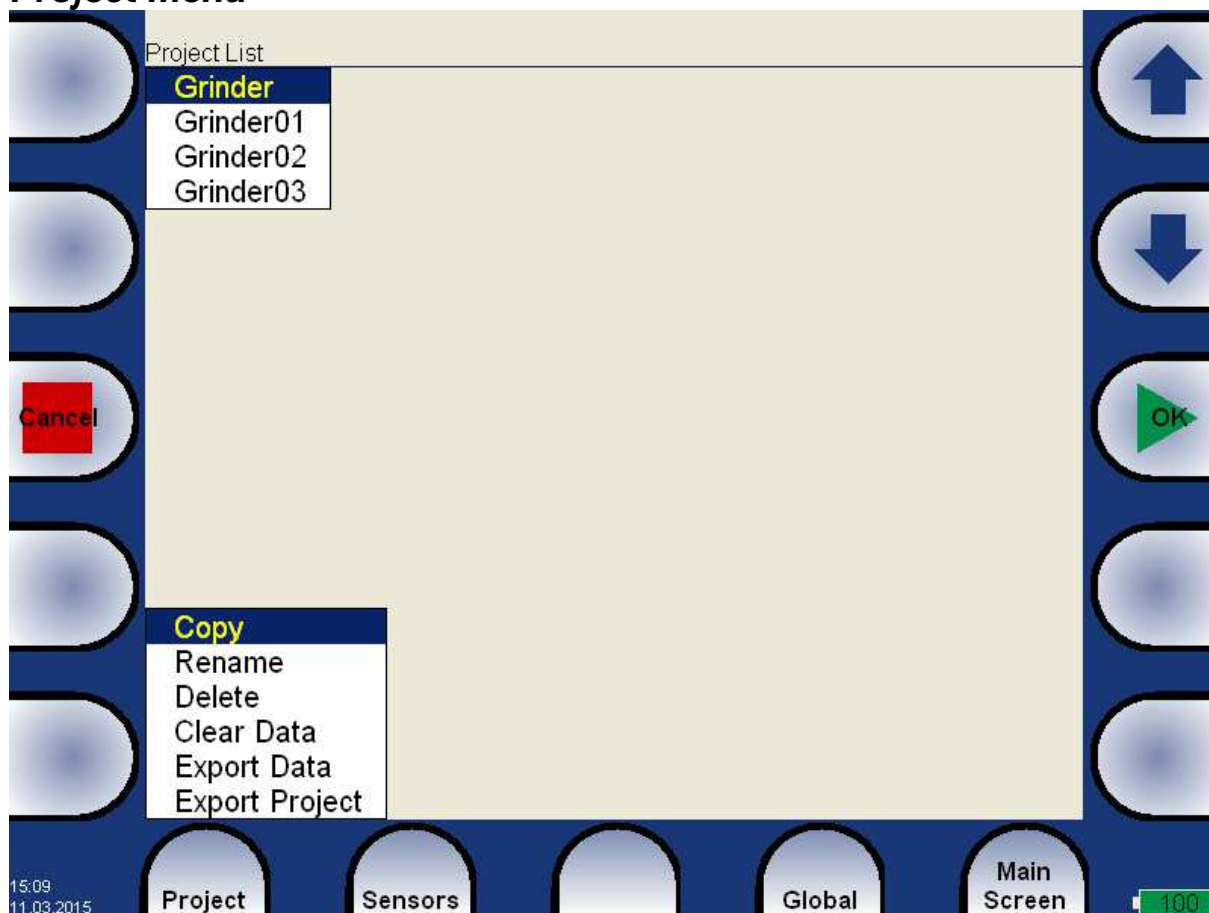 Project menu
Project List
Grinder
Grinder01
Grinder02
Grinder03
Cancel
OK
Copy
Rename
Delete
Clear Data
Export Data
Export Project
15:09
11.03.2015
Project
Sensors
Global
Main
Screen
100